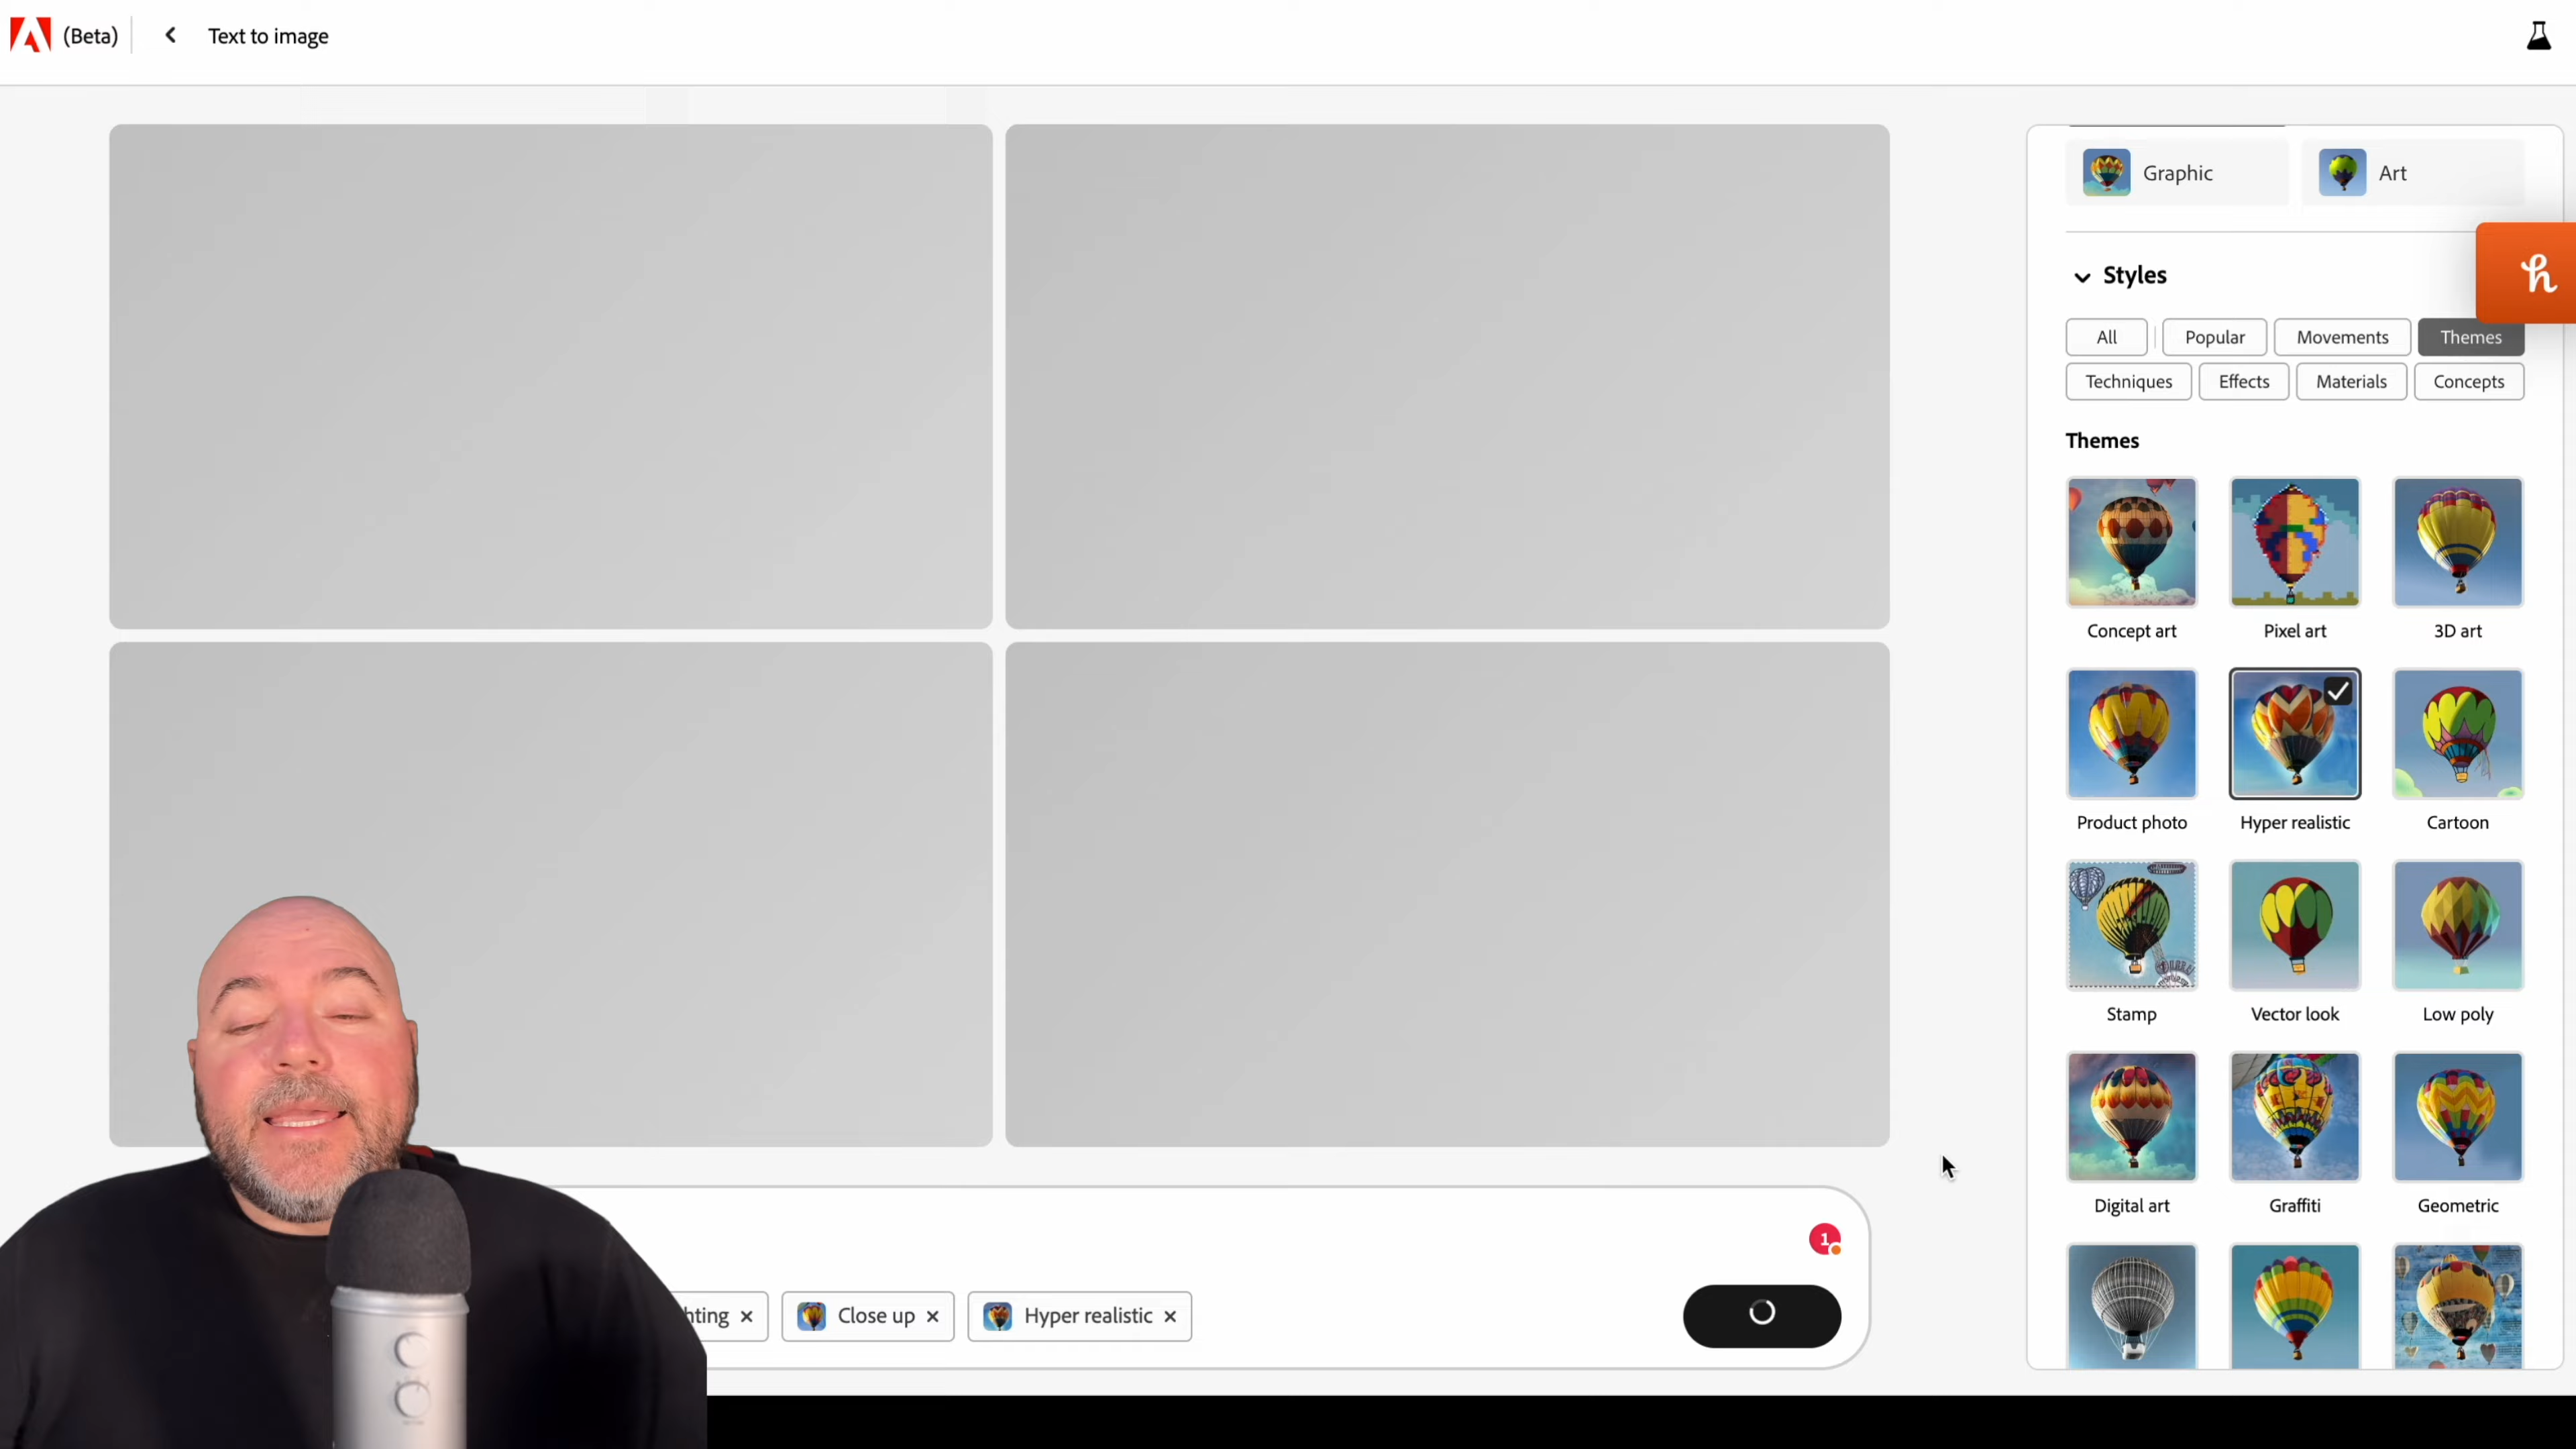 (Beta) Text to image
Graphic Art
Styles
All Popular Movements Themes
Techniques Effects Materials Concepts
Themes
Concept art Pixel art 3D art
Product photo Hyper realistic Cartoon
Stamp Vector look Low poly
Digital art Graffiti Geometric
1
hting × Close up × Hyper realistic ×